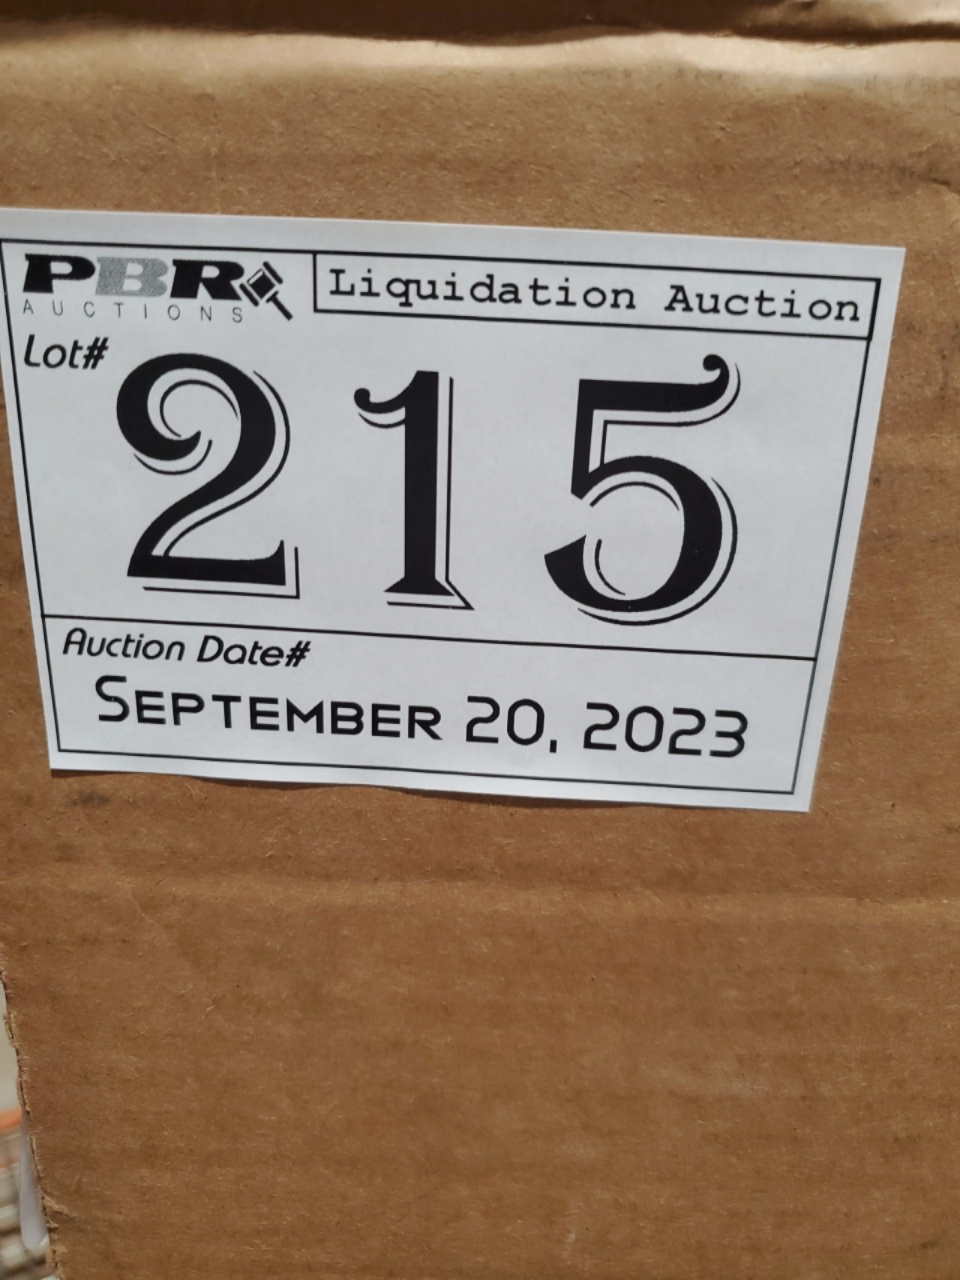 PBR
AUCTIONS
Liquidation Auction
Lot#
215
Auction Date#
September 20, 2023